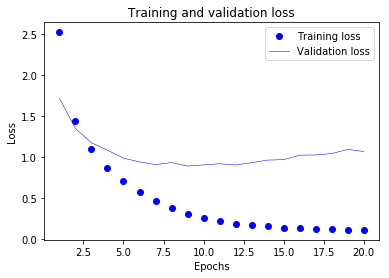 Training and validation loss
Training loss
Validation loss
Loss
2.5
2.0
1.5
1.0
0.5
0.0
2.5 5.0 7.5 10.0 12.5 15.0 17.5 20.0
Epochs